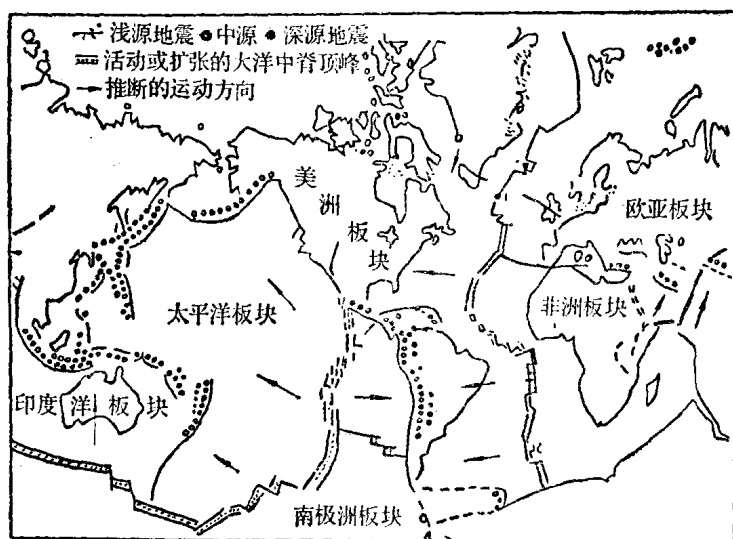 浅源地震 中源 深源地震
活动或扩张的大洋中脊顶峰
推断的运动方向
美洲板块
欧亚板块
太平洋板块
非洲板块
印度洋板块
南极洲板块